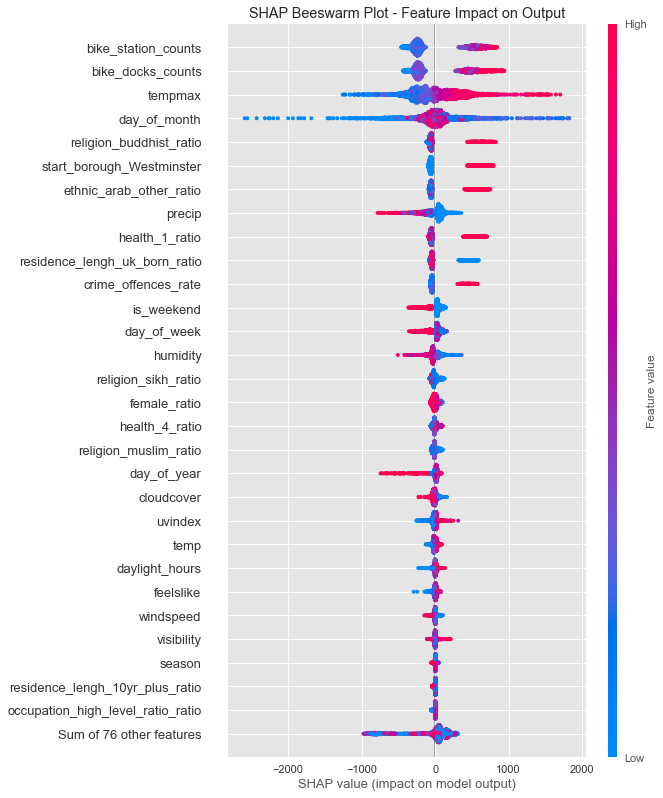 SHAP Beeswarm Plot - Feature Impact on Output
High
bike_station_counts
bike_docks_counts
tempmax
day_of_month
religion_buddhist_ratio
start_borough_Westminster
ethnic_arab_other_ratio
precip
health_1_ratio
residence_lengh_uk_born_ratio
crime_offences_rate
is_weekend
day_of_week
humidity
religion_sikh_ratio
female_ratio
health_4_ratio
religion_muslim_ratio
day_of_year
cloudcover
uvindex
temp
daylight_hours
feelslike
windspeed
visibility
season
residence_lengh_10yr_plus_ratio
occupation_high_level_ratio_ratio
Sum of 76 other features
Feature value
Low
−2000 −1000 0 1000 2000
SHAP value (impact on model output)